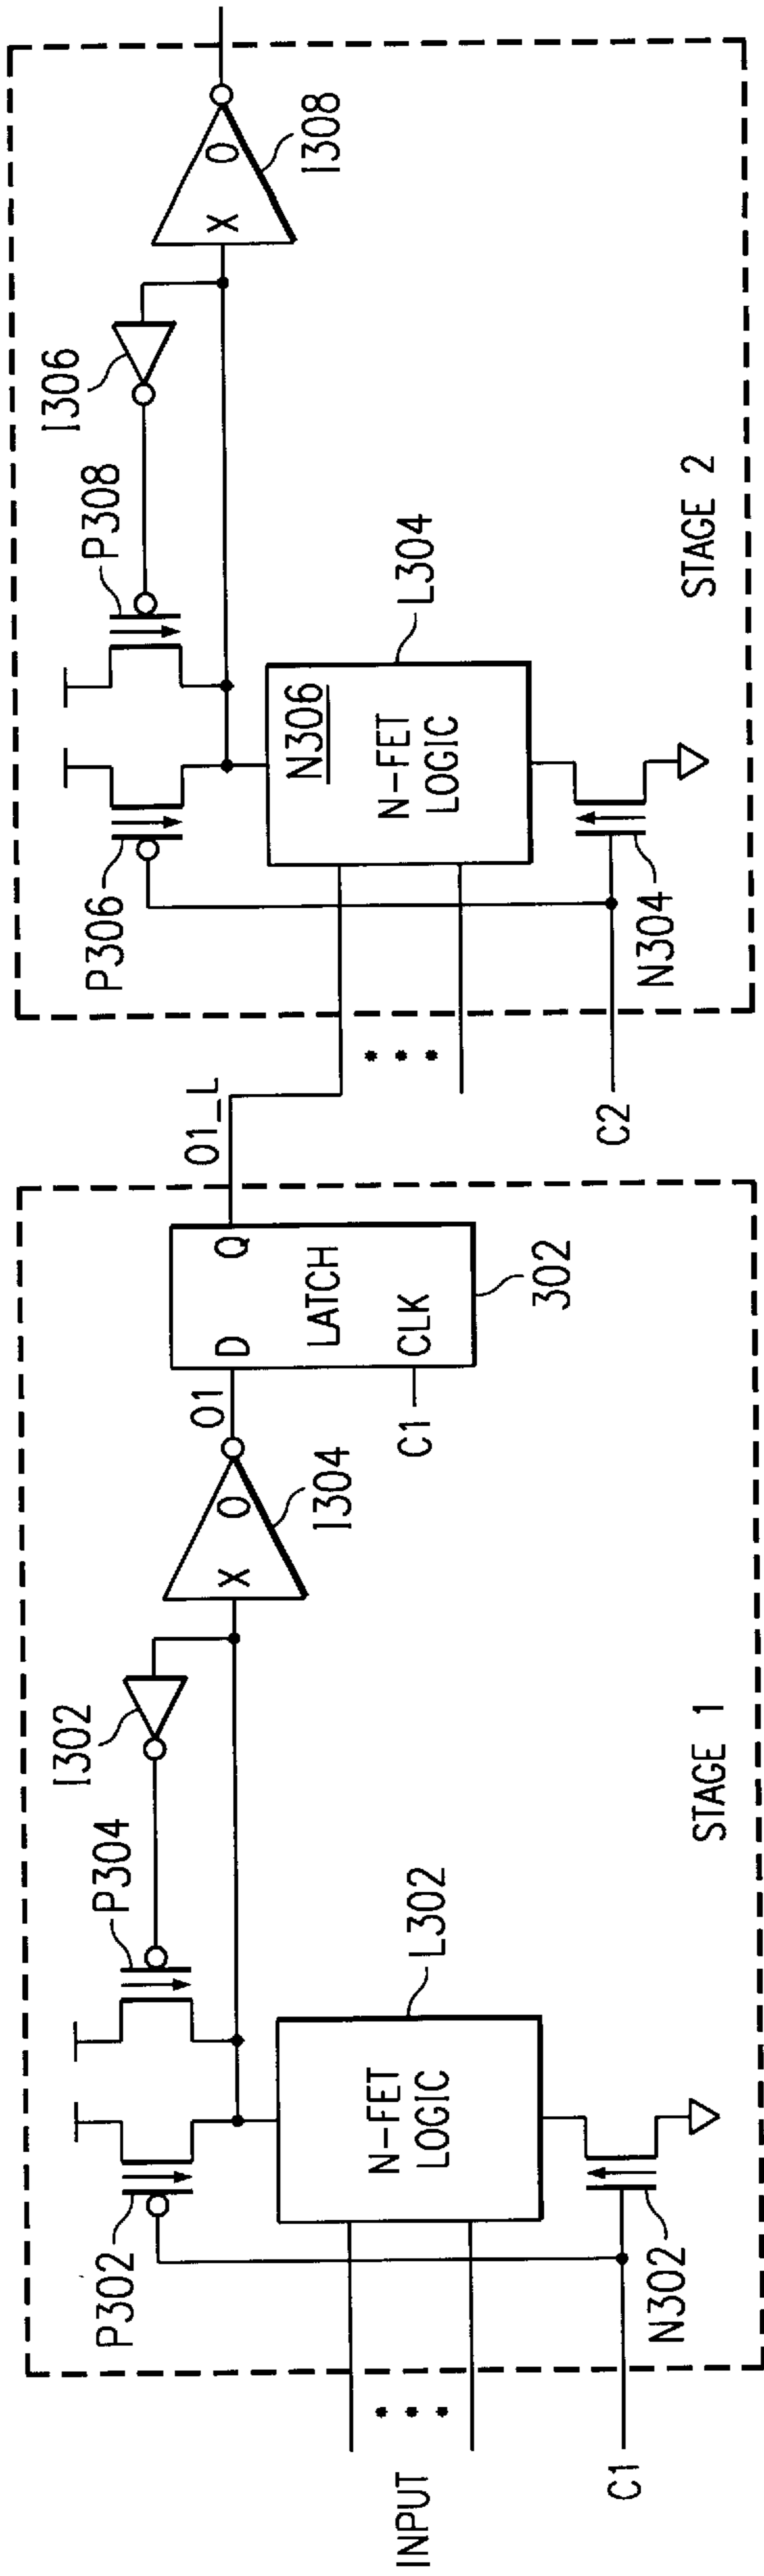 INPUT
C1
P302
N302
P304
L302
N-FET
LOGIC
I302
X O
I304
STAGE 1
O1
D Q
LATCH
CLK
C1
302
O1_L
C2
P306
N304
P308
N306
N-FET
LOGIC
L304
I306
X O
I308
STAGE 2